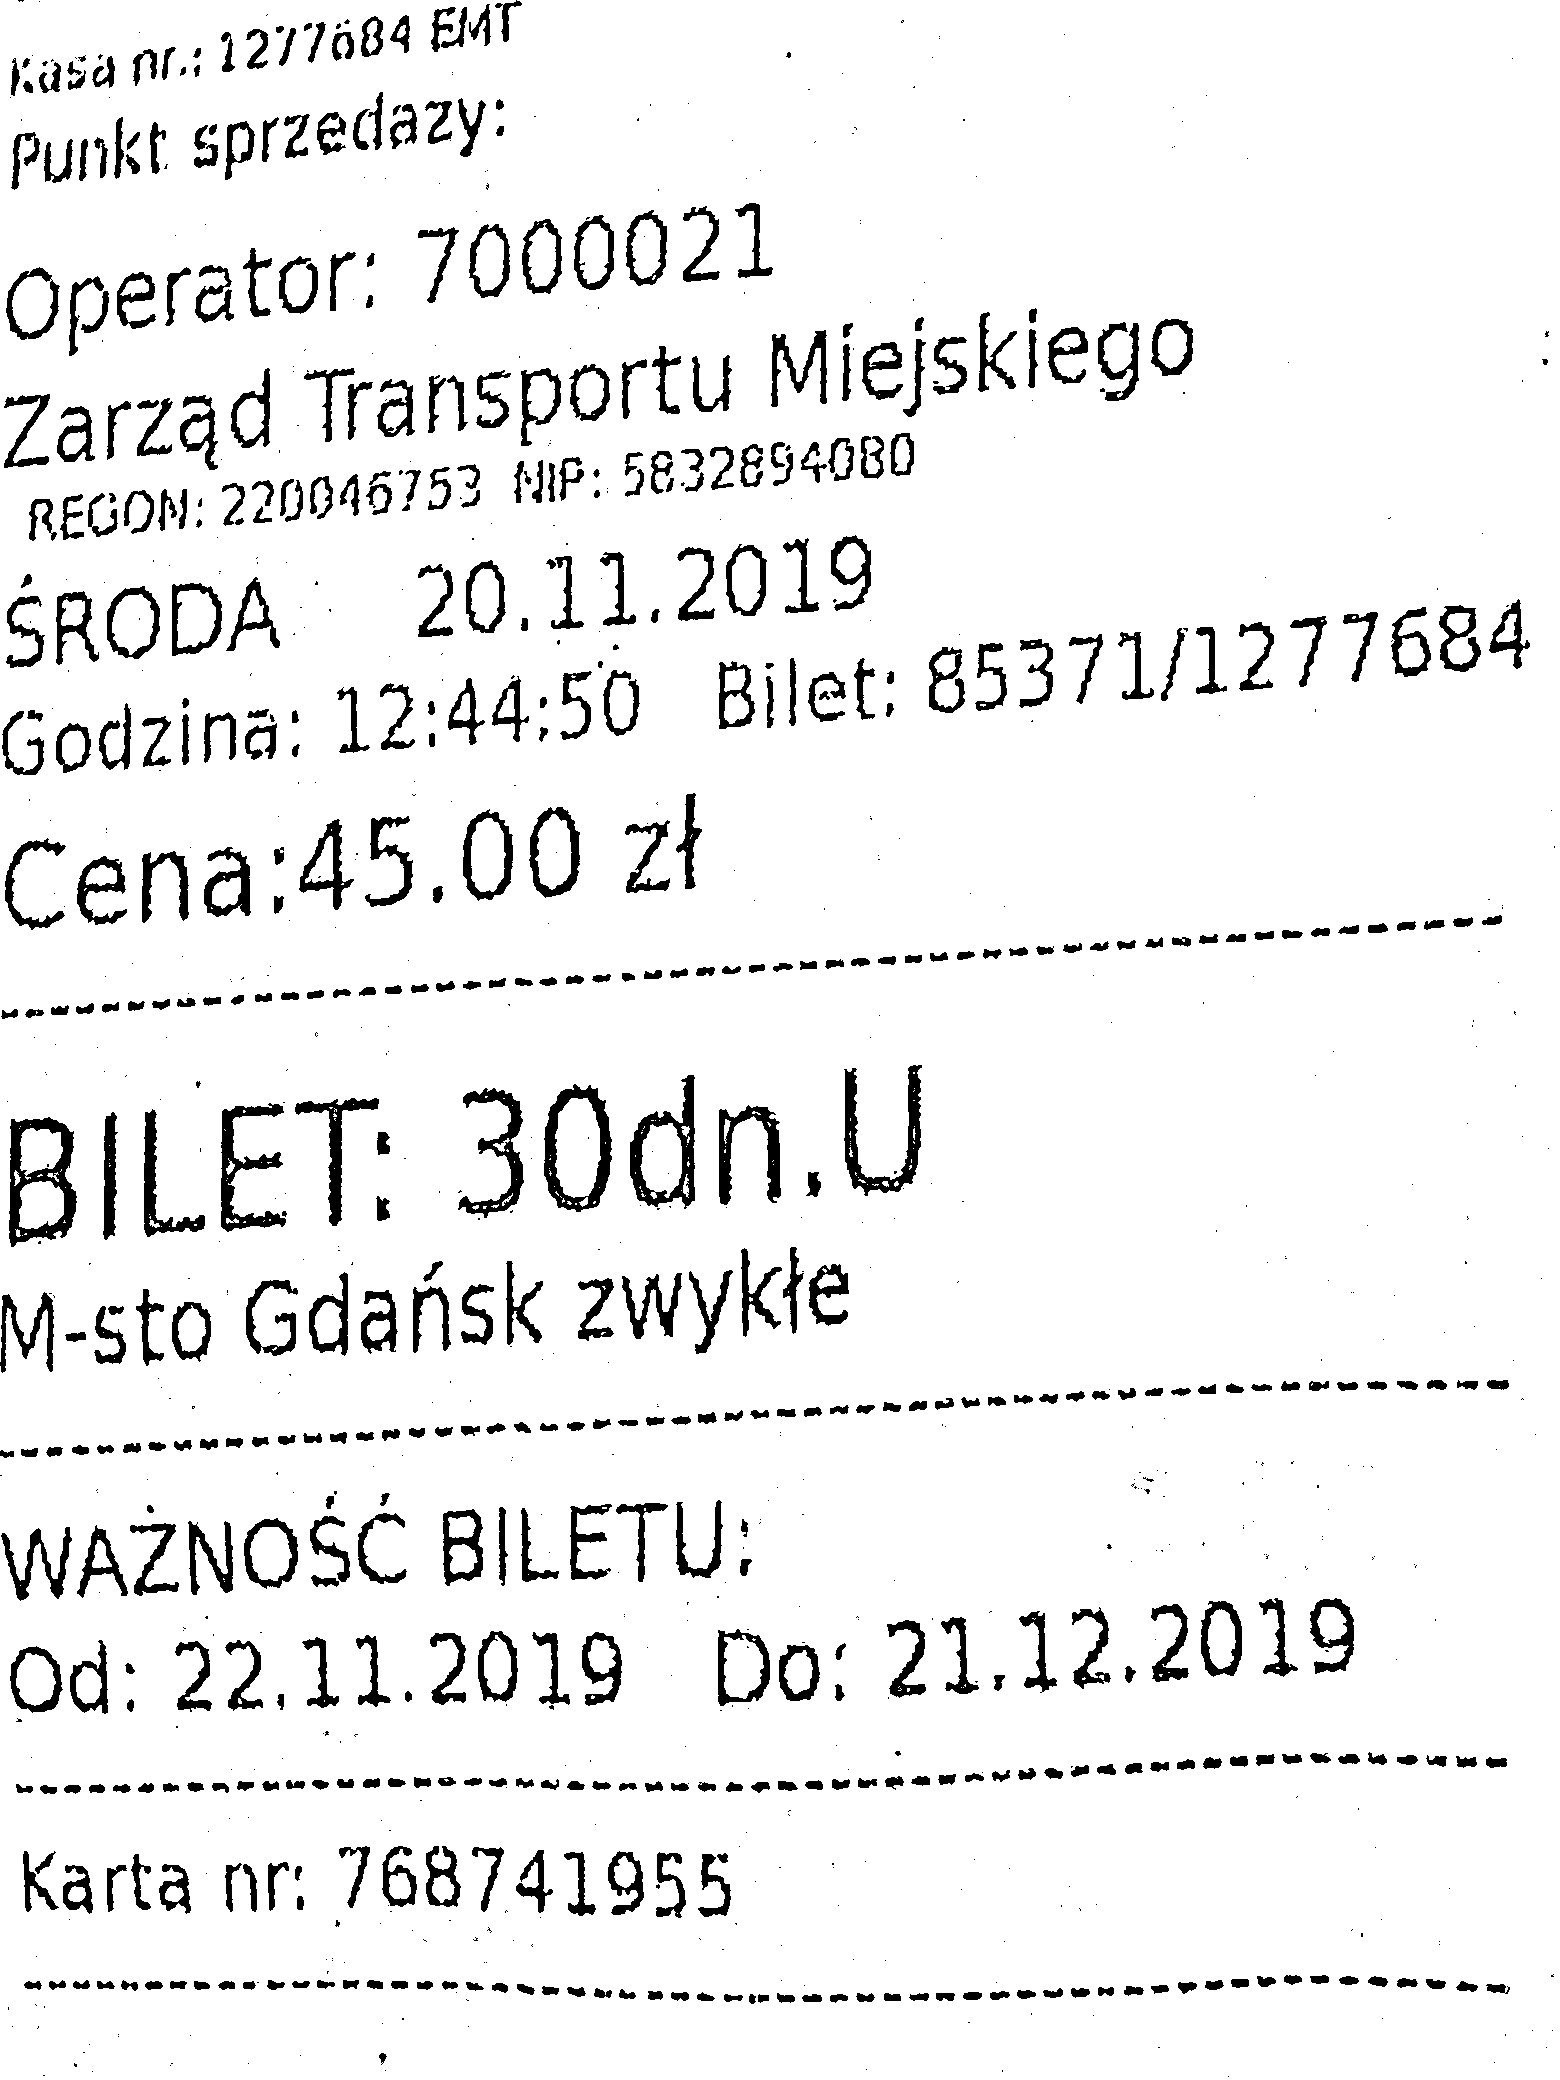 Kasa nr.: 1277684 EMT
Punkt sprzedazy:
Operator: 7000021
Zarząd Transportu Miejskiego
REGON: 220046753 NIP: 5832894080
ŚRODA 20.11.2019
Godzina: 12:44:50 Bilet: 85371/1277684
Cena:45.00 zł
BILET: 30dn.U
M-sto Gdańsk zwykłe
WAŻNOŚĆ BILETU:
Od: 22.11.2019 Do: 21.12.2019
Karta nr: 768741955